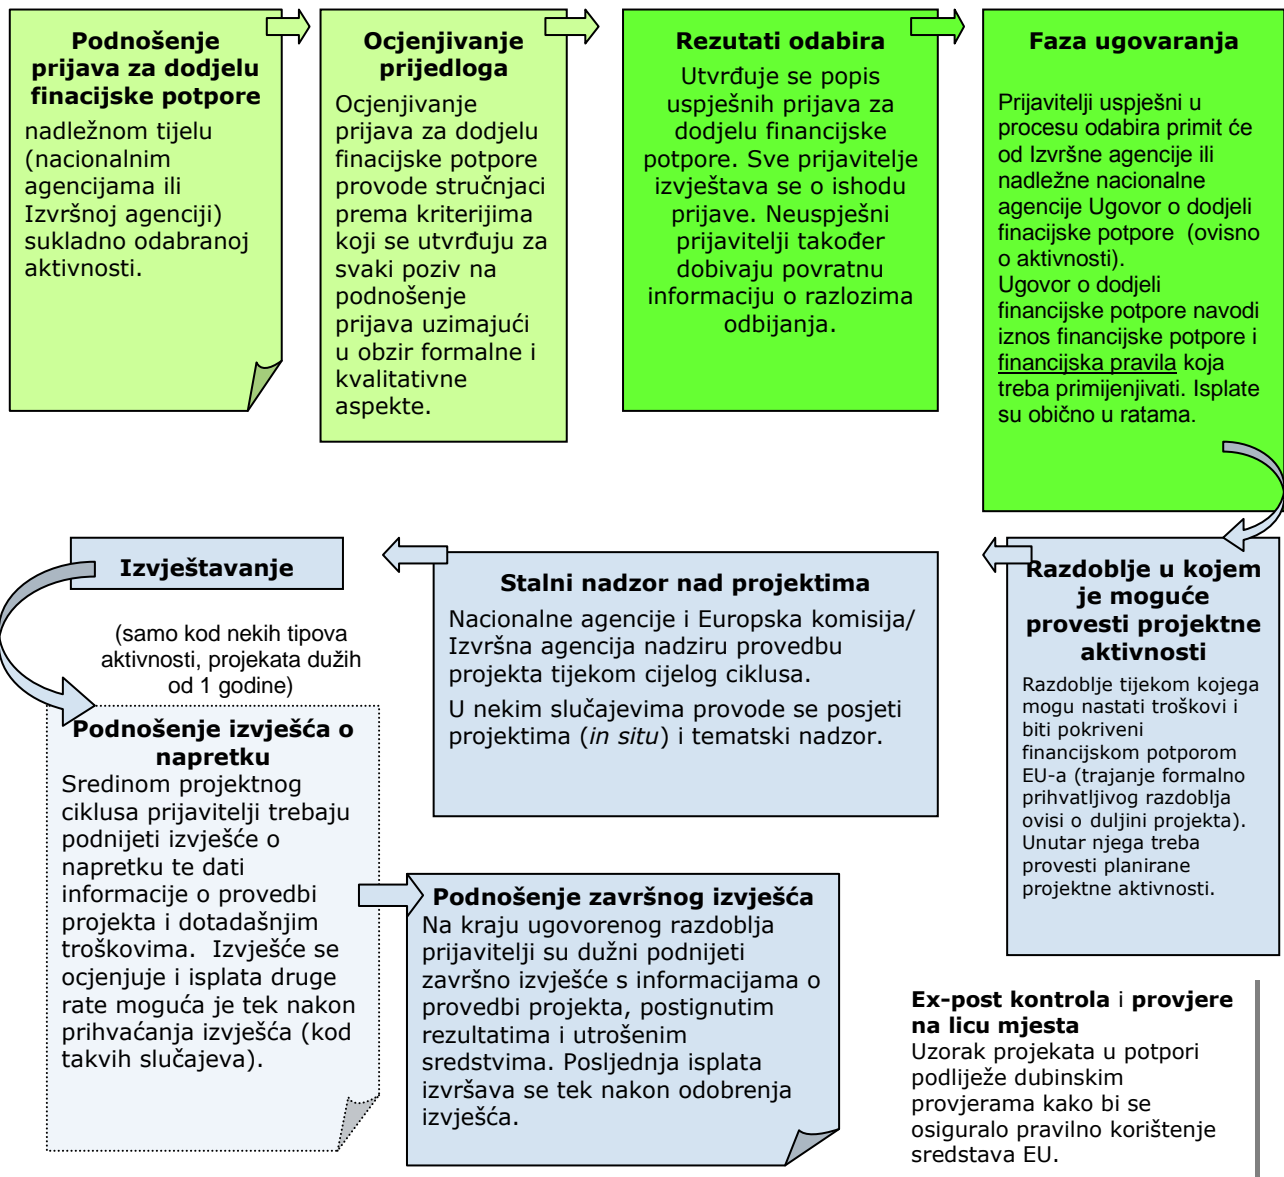 Podnošenje
prijava za dodjelu
finacijske potpore
nadležnom tijelu
(nacionalnim
agencijama ili
Izvršnoj agenciji)
sukladno odabranoj
aktivnosti.
Ocjenjivanje
prijedloga
Ocjenjivanje
prijava za dodjelu
finacijske potpore
provode stručnjaci
prema kriterijima
koji se utvrđuju za
svaki poziv na
podnošenje
prijava uzimajući
u obzir formalne i
kvalitativne
aspekte.
Rezutati odabira
Utvrđuje se popis
uspješnih prijava za
dodjelu financijske
potpore. Sve prijavitelje
izvještava se o ishodu
prijave. Neuspješni
prijavitelji također
dobivaju povratnu
informaciju o razlozima
odbijanja.
Faza ugovaranja
Prijavitelji uspješni u
procesu odabira primit će
od Izvršne agencije ili
nadležne nacionalne
agencije Ugovor o dodjeli
finacijske potpore (ovisno
o aktivnosti).
Ugovor o dodjeli
financijske potpore navodi
iznos financijske potpore i
financijska pravila koja
treba primijenjivati. Isplate
su obično u ratama.
Razdoblje u kojem
je moguće
provesti projektne
aktivnosti
Razdoblje tijekom kojega
mogu nastati troškovi i
biti pokriveni
financijskom potporom
EU-a (trajanje formalno
prihvatljivog razdoblja
ovisi o duljini projekta).
Unutar njega treba
provesti planirane
projektne aktivnosti.
Stalni nadzor nad projektima
Nacionalne agencije i Europska komisija/
Izvršna agencija nadziru provedbu
projekta tijekom cijelog ciklusa.
U nekim slučajevima provode se posjeti
projektima (in situ) i tematski nadzor.
Izvještavanje
(samo kod nekih tipova
aktivnosti, projekata dužih
od 1 godine)
Podnošenje izvješća o
napretku
Sredinom projektnog
ciklusa prijavitelji trebaju
podnijeti izvješće o
napretku te dati
informacije o provedbi
projekta i dotadašnjim
troškovima. Izvješće se
ocjenjuje i isplata druge
rate moguća je tek nakon
prihvaćanja izvješća (kod
takvih slučajeva).
Podnošenje završnog izvješća
Na kraju ugovorenog razdoblja
prijavitelji su dužni podnijeti
završno izvješće s informacijama o
provedbi projekta, postignutim
rezultatima i utrošenim
sredstvima. Posljednja isplata
izvršava se tek nakon odobrenja
izvješća.
Ex-post kontrola i provjere
na licu mjesta
Uzorak projekata u potpori
podliježe dubinskim
provjerama kako bi se
osiguralo pravilno korištenje
sredstava EU.